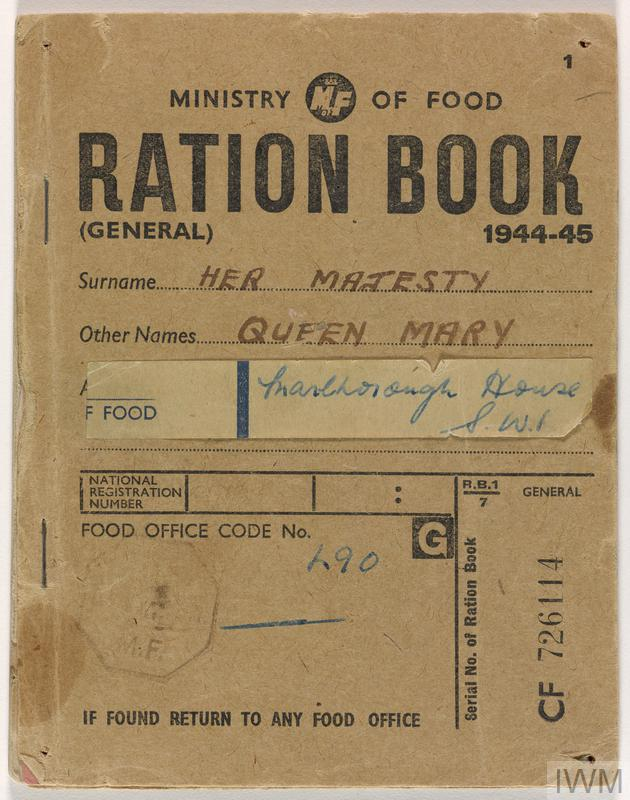 1
MINISTRY MF OF FOOD
RATION BOOK
(GENERAL) 1944-45
Surname HER MAJESTY
Other Names QUEEN MARY
F FOOD Marlborough House
S.W.1
NATIONAL
REGISTRATION
NUMBER :
R.B.1
7
GENERAL
FOOD OFFICE CODE No. G
L90
M.F.
Serial No. of Ration Book
CF 726114
IF FOUND RETURN TO ANY FOOD OFFICE
IWM